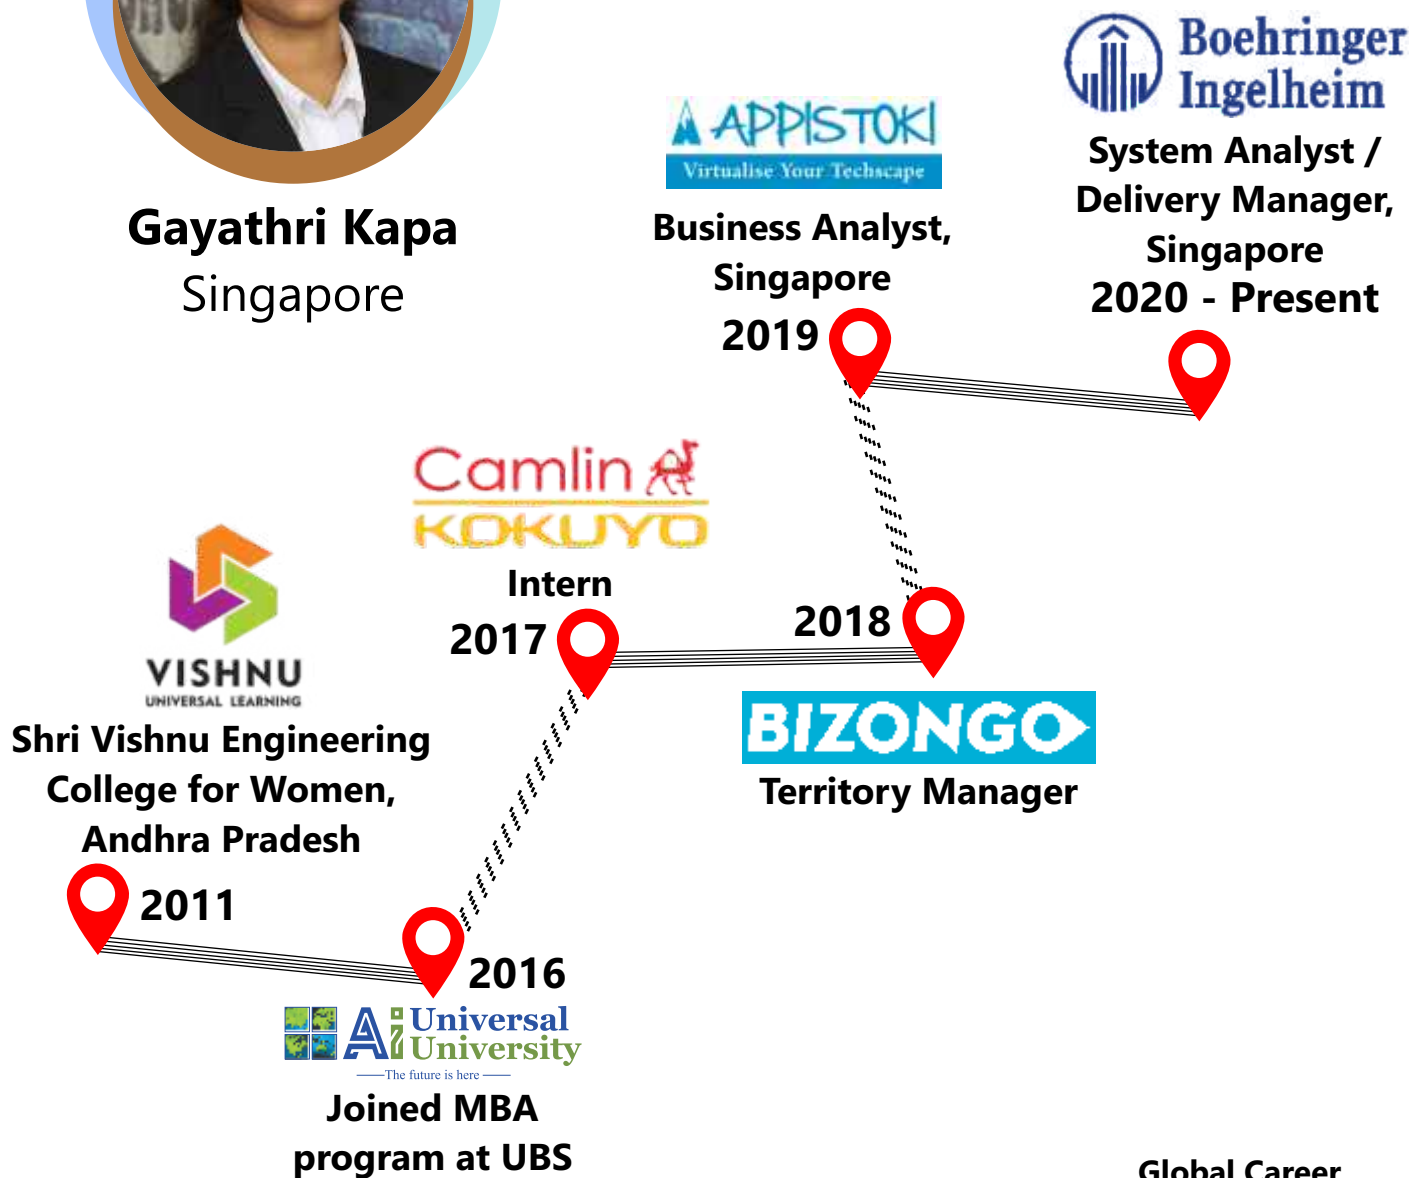 Gayathri Kapa
Singapore
Boehringer
Ingelheim
System Analyst /
Delivery Manager,
Singapore
2020 - Present
APPISTOKI
Virtualise Your Techscape
Business Analyst,
Singapore
2019
Camlin
KOKUYO
Intern
2017
2018
BIZONGO
Territory Manager
VISHNU
UNIVERSAL LEARNING
Shri Vishnu Engineering
College for Women,
Andhra Pradesh
2011
2016
Ai Universal
University
The future is here
Joined MBA
program at UBS
Global Career